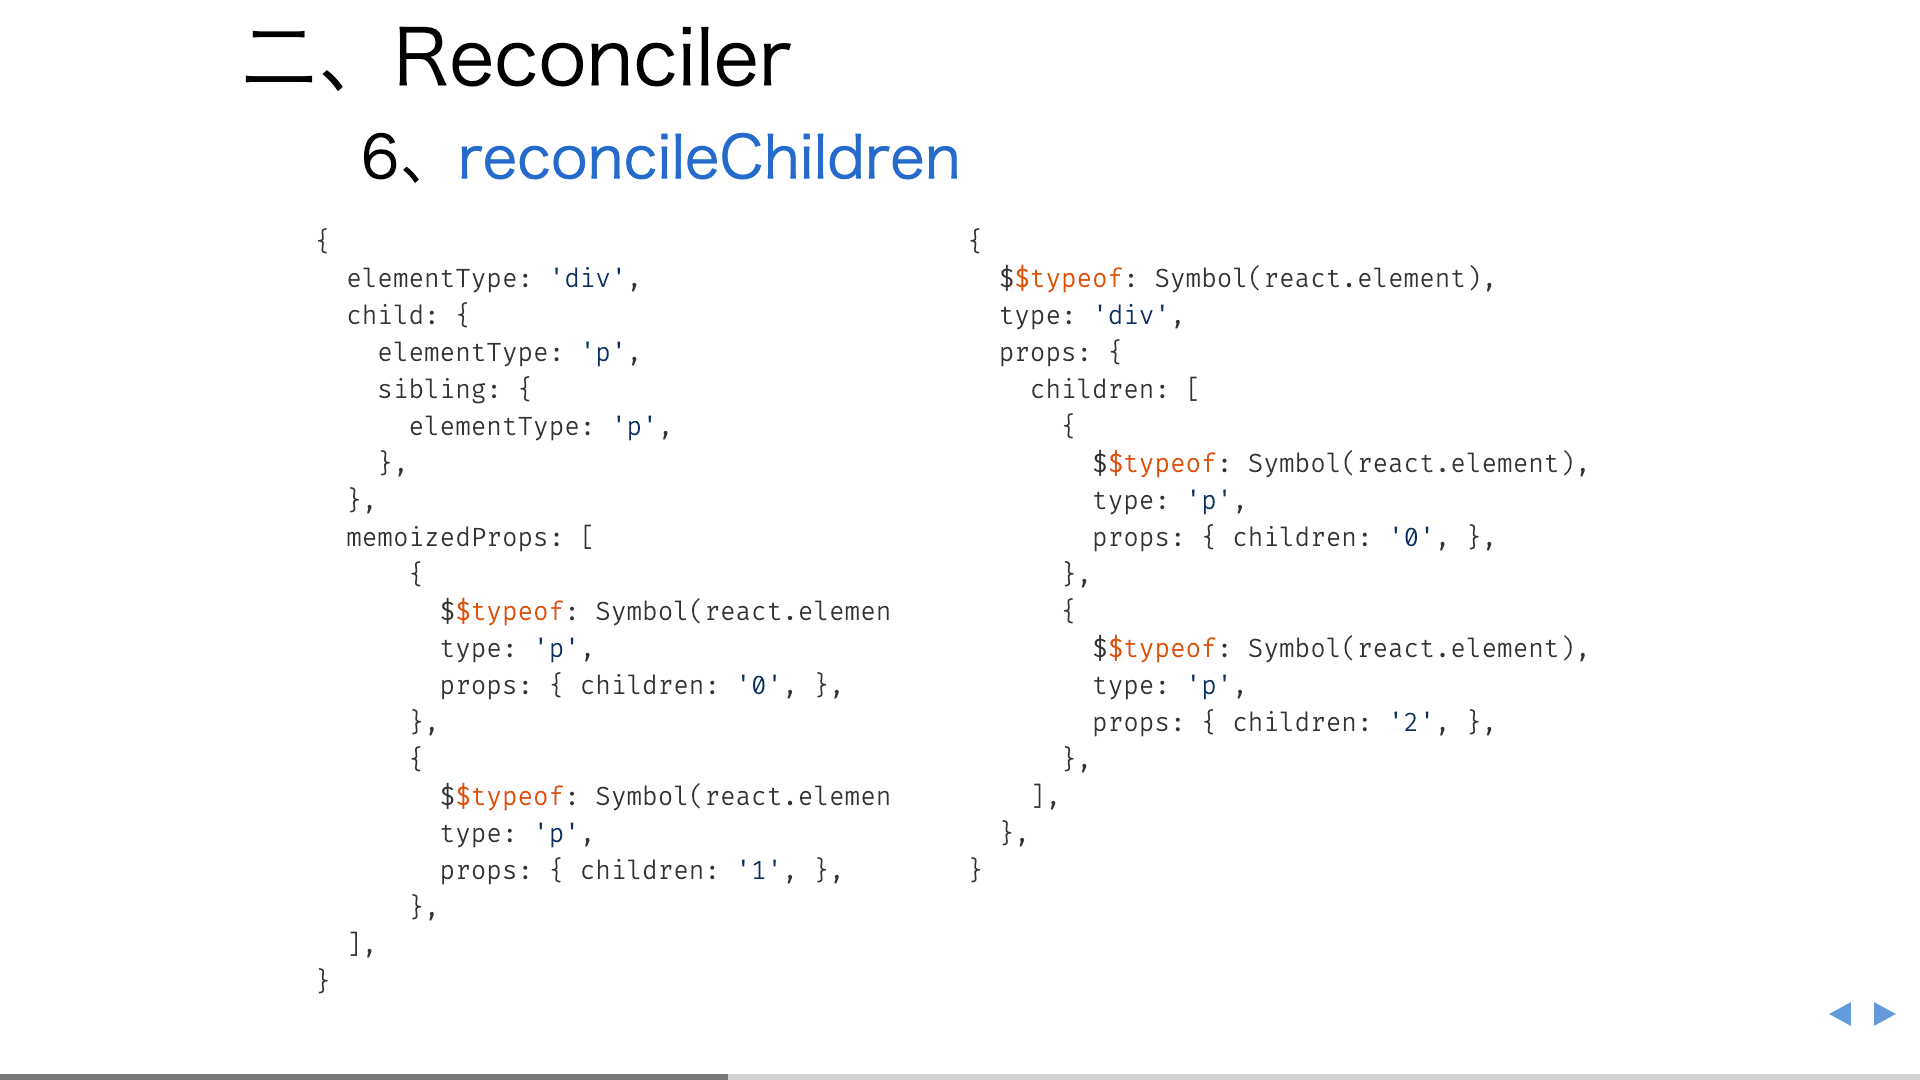 二、Reconciler
6、reconcileChildren
{
  elementType: 'div',
  child: {
    elementType: 'p',
    sibling: {
      elementType: 'p',
    },
  },
  memoizedProps: [
      {
        $$typeof: Symbol(react.elemen
        type: 'p',
        props: { children: '0', },
      },
      {
        $$typeof: Symbol(react.elemen
        type: 'p',
        props: { children: '1', },
      },
  ],
}
{
  $$typeof: Symbol(react.element),
  type: 'div',
  props: {
    children: [
      {
        $$typeof: Symbol(react.element),
        type: 'p',
        props: { children: '0', },
      },
      {
        $$typeof: Symbol(react.element),
        type: 'p',
        props: { children: '2', },
      },
    ],
  },
}